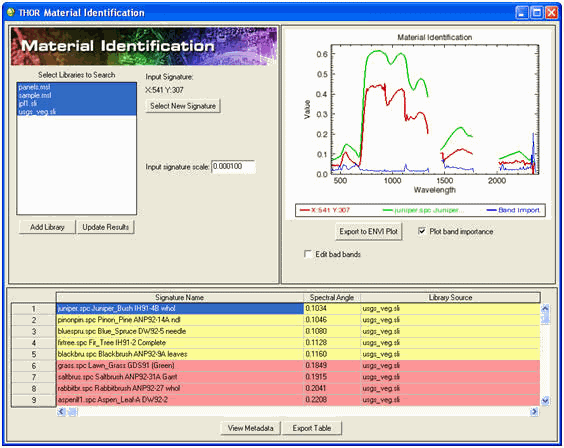 THOR Material Identification
Material Identification
Select Libraries to Search
panels.msl
sample.msl
jpl1.sli
usgs_veg.sli
Add Library
Update Results
Input Signature:
X:541 Y:307
Select New Signature
Input signature scale: 0.000100
Material Identification
Value
0.6
0.5
0.4
0.3
0.2
0.1
0.0
500 1000 1500 2000
Wavelength
X:541 Y:307
juniper.spc Juniper...
Band Import
Export to ENVI Plot
Plot band importance
Edit bad bands
Signature Name Spectral Angle Library Source
1 juniper.spc Juniper_Bush IH91-4B whol 0.1034 usgs_veg.sli
2 pinonpin.spc Pinon_Pine ANP92-14A ndl 0.1046 usgs_veg.sli
3 bluespru.spc Blue_Spruce DW92-5 needle 0.1080 usgs_veg.sli
4 firtree.spc Fir_Tree IH91-2 Complete 0.1128 usgs_veg.sli
5 blackbru.spc Blackbrush ANP92-9A leaves 0.1160 usgs_veg.sli
6 grass.spc Lawn_Grass GDS91 (Green) 0.1849 usgs_veg.sli
7 saltbrus.spc Saltbrush ANP92-31A Gant 0.1915 usgs_veg.sli
8 rabbitbr.spc Rabbitbrush ANP92-27 whol 0.2041 usgs_veg.sli
9 aspenlf1.spc Aspen_Leaf-A DW92-2 0.2208 usgs_veg.sli
View Metadata
Export Table